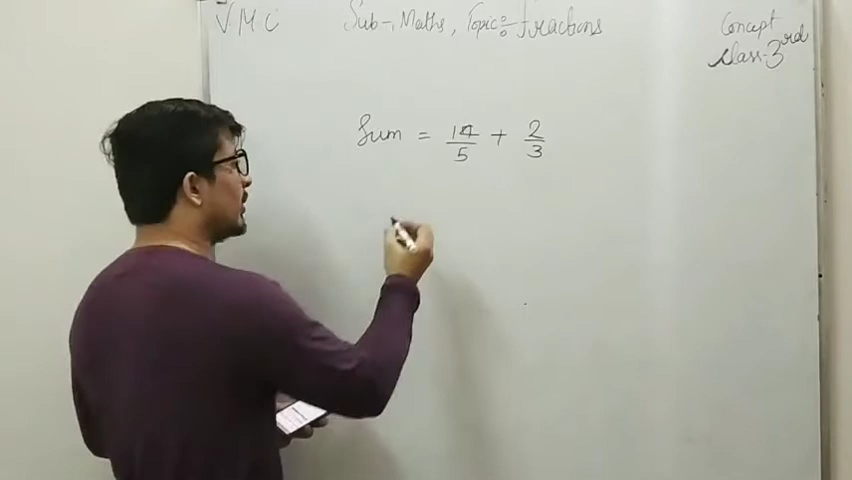 VMC
Sub-, Maths, Topic:- fractions
Concept
class-3rd
Sum = 14/5 + 2/3